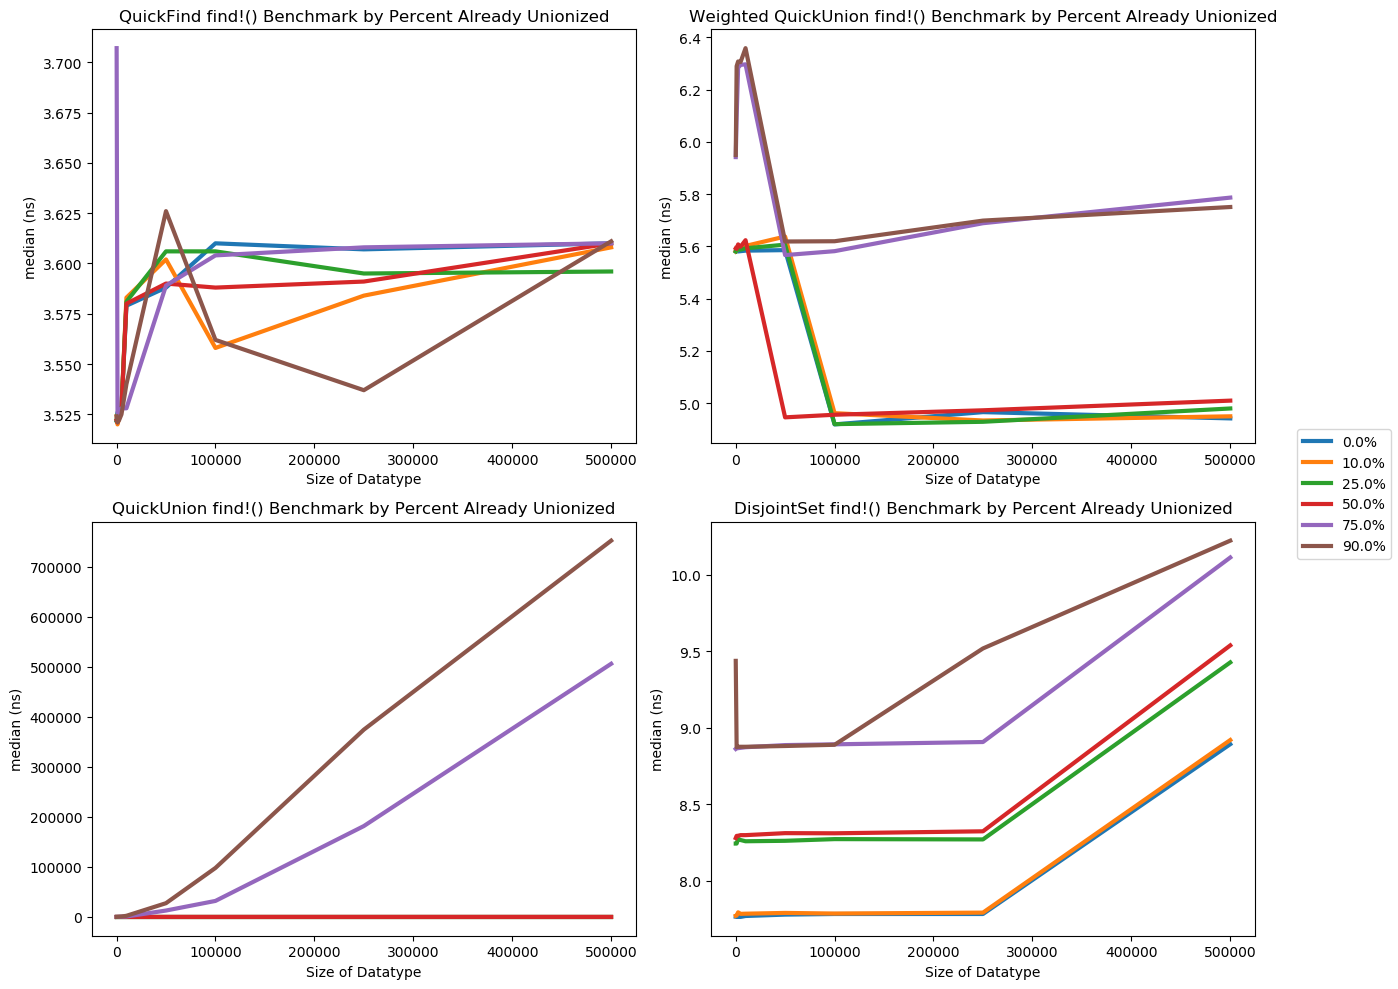 QuickFind find!() Benchmark by Percent Already Unionized
3.700
3.675
3.650
3.625
3.600
3.575
3.550
3.525
median (ns)
0 100000 200000 300000 400000 500000
Size of Datatype
Weighted QuickUnion find!() Benchmark by Percent Already Unionized
6.4
6.2
6.0
5.8
5.6
5.4
5.2
5.0
median (ns)
0 100000 200000 300000 400000 500000
Size of Datatype
QuickUnion find!() Benchmark by Percent Already Unionized
700000
600000
500000
400000
300000
200000
100000
0
median (ns)
0 100000 200000 300000 400000 500000
Size of Datatype
DisjointSet find!() Benchmark by Percent Already Unionized
10.0
9.5
9.0
8.5
8.0
median (ns)
0 100000 200000 300000 400000 500000
Size of Datatype
0.0%
10.0%
25.0%
50.0%
75.0%
90.0%